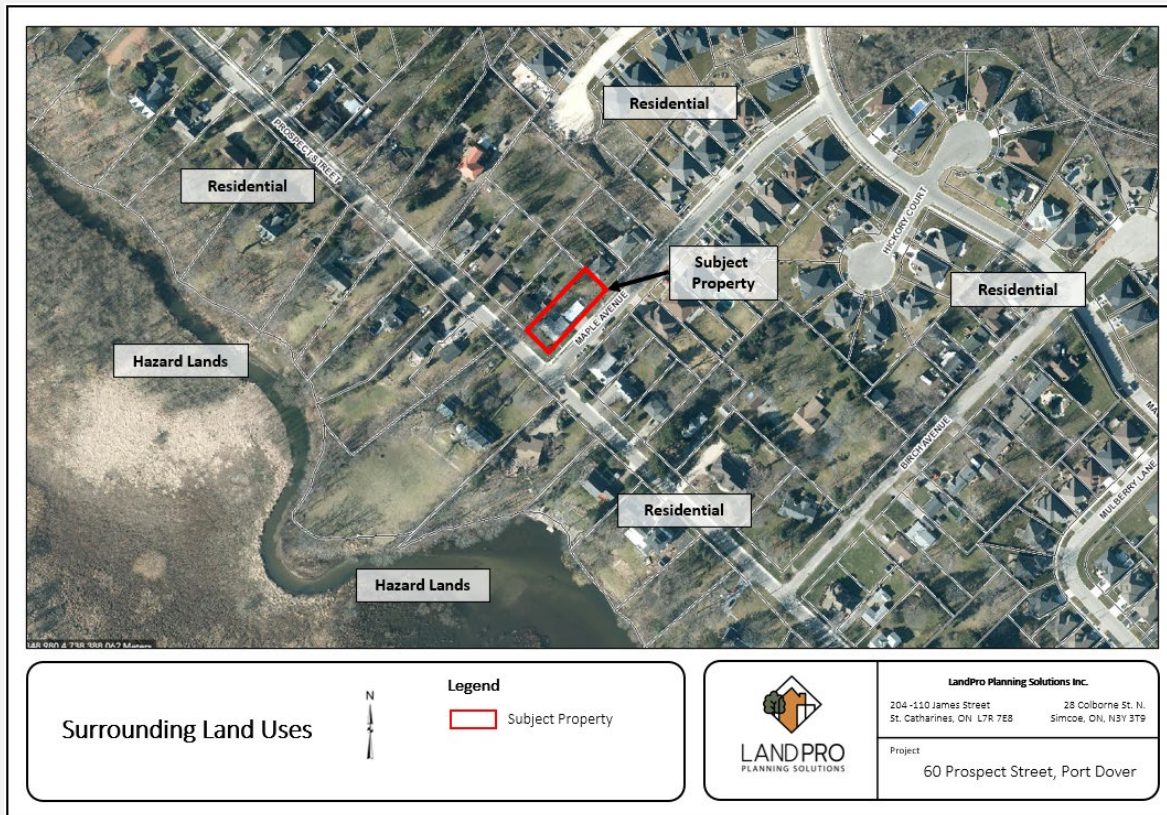 Residential
PROSPECT STREET
Residential
HICKORY COURT
Subject
Property
Residential
MAPLE AVENUE
Hazard Lands
BIRCH AVENUE
MULBERRY LANE
Residential
Hazard Lands
Surrounding Land Uses
N
Legend
Subject Property
LANDPRO
PLANNING SOLUTIONS
LandPro Planning Solutions Inc.
204 -110 James Street
St. Catharines, ON L7R 7E8
28 Colborne St. N.
Simcoe, ON, N3Y 3T9
Project
60 Prospect Street, Port Dover